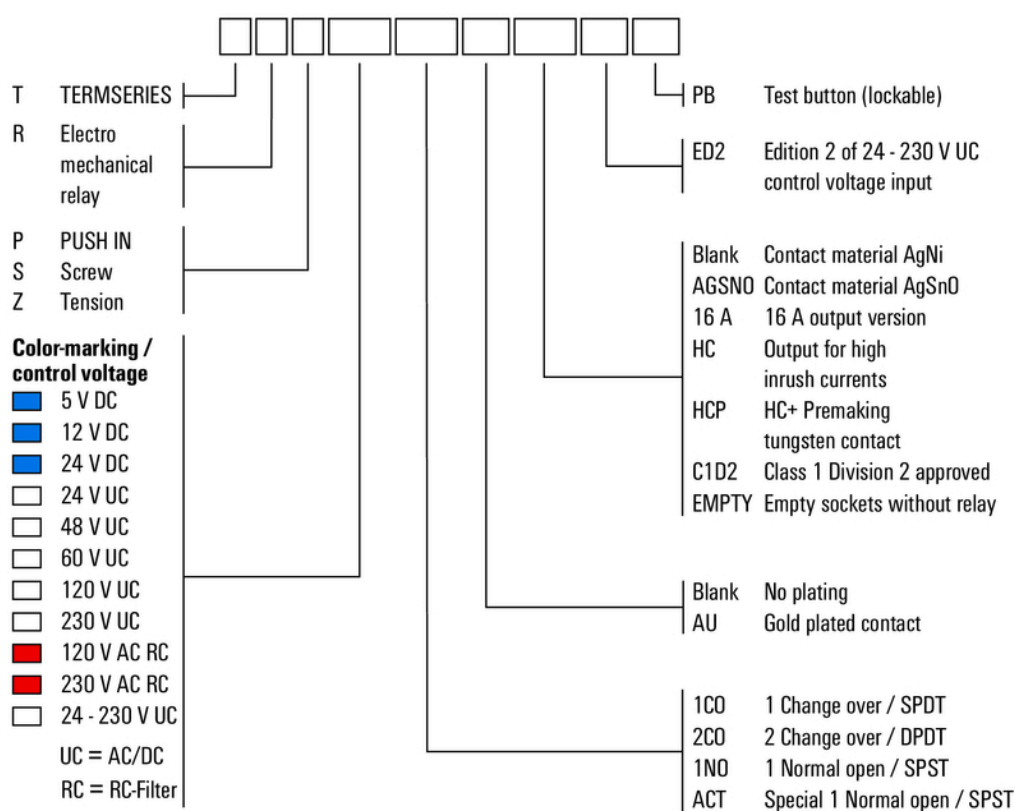 T TERMSERIES
R Electro
mechanical
relay
P PUSH IN
S Screw
Z Tension
Color-marking /
control voltage
5 V DC
12 V DC
24 V DC
24 V UC
48 V UC
60 V UC
120 V UC
230 V UC
120 V AC RC
230 V AC RC
24 - 230 V UC
UC = AC/DC
RC = RC-Filter
PB Test button (lockable)
ED2 Edition 2 of 24 - 230 V UC
control voltage input
Blank Contact material AgNi
AGSNO Contact material AgSnO
16 A 16 A output version
HC Output for high
inrush currents
HCP HC+ Premaking
tungsten contact
C1D2 Class 1 Division 2 approved
EMPTY Empty sockets without relay
Blank No plating
AU Gold plated contact
1CO 1 Change over / SPDT
2CO 2 Change over / DPDT
1NO 1 Normal open / SPST
ACT Special 1 Normal open / SPST